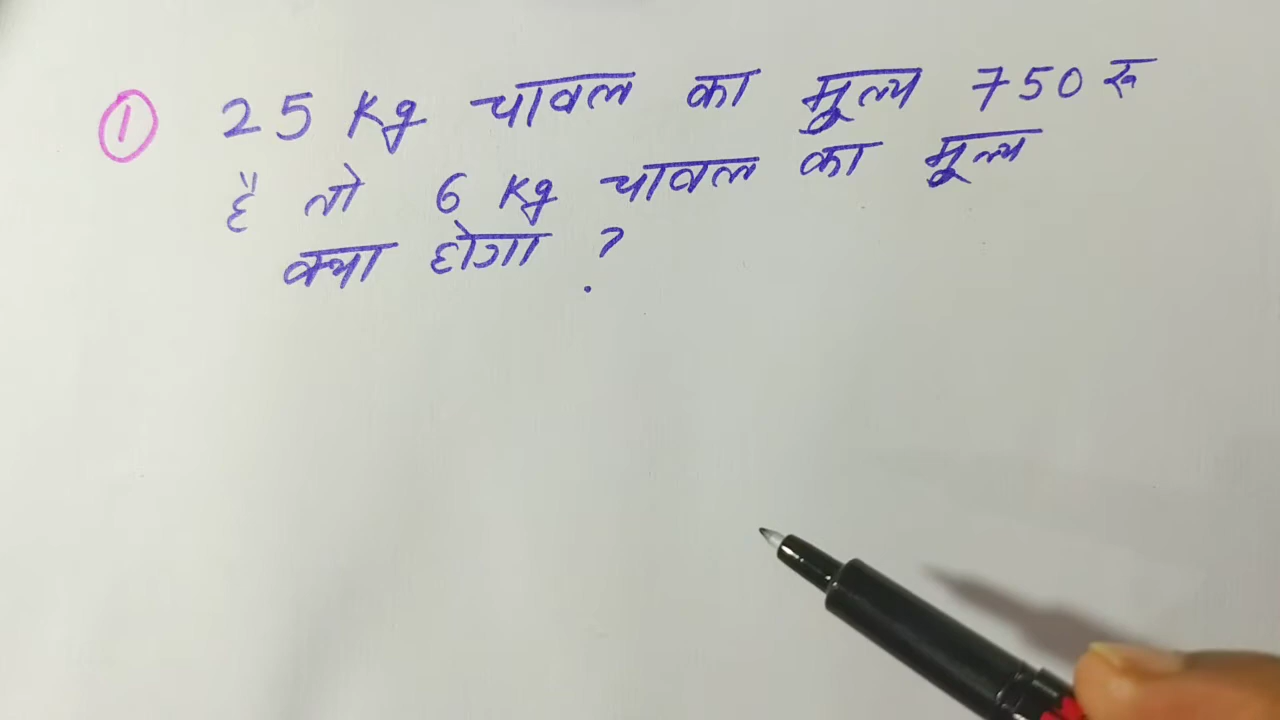 ① 25 Kg चावल का मूल्य 750 रू
है तो 6 Kg चावल का मूल्य
क्या होगा ?